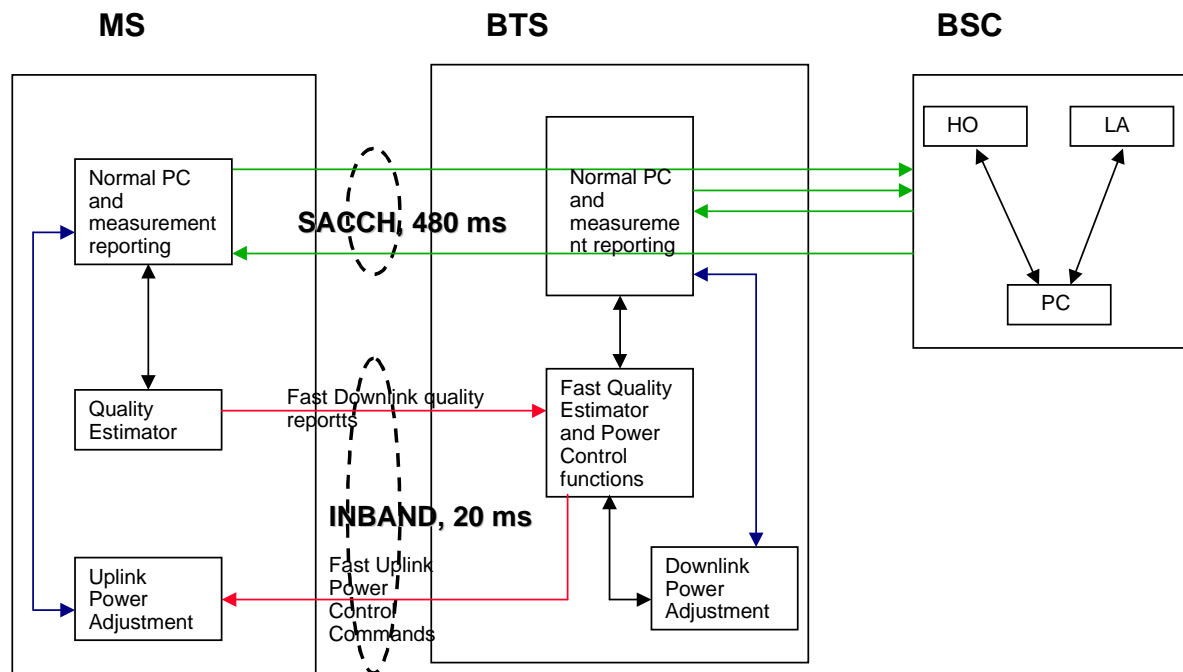 MS
BTS
BSC
HO
LA
Normal PC
and
measurement
reporting
SACCH, 480 ms
Normal PC
and
measureme
nt reporting
PC
Quality
Estimator
Fast Downlink quality
reportts
Fast Quality
Estimator
and Power
Control
functions
INBAND, 20 ms
Uplink
Power
Adjustment
Fast Uplink
Power
Control
Commands
Downlink
Power
Adjustment